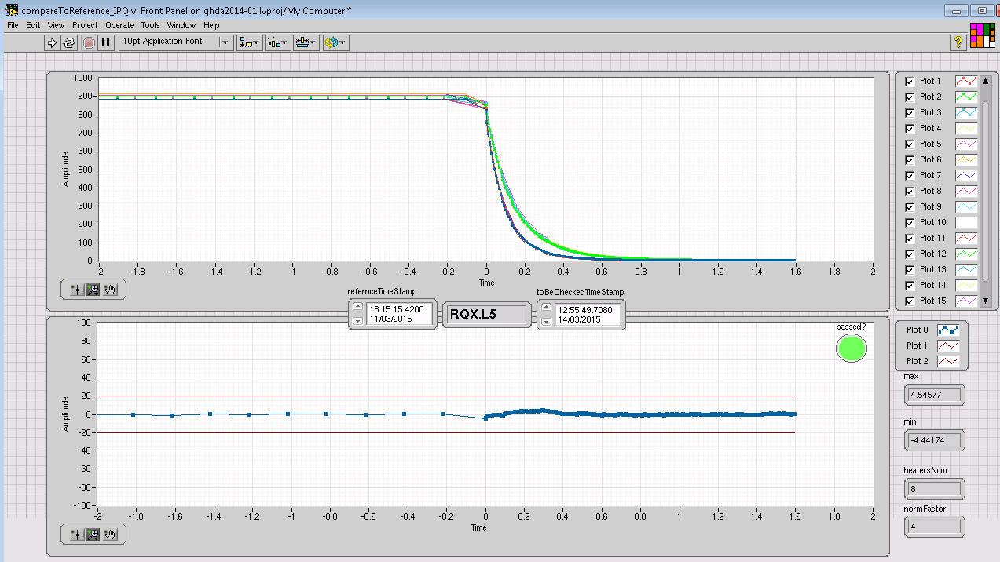 compareToReference_IPQ.vi Front Panel on qhda2014-01.lvproj/My Computer *
File Edit View Project Operate Tools Window Help
10pt Application Font
?
1000
900
800
700
600
500
400
300
200
100
0
Amplitude
-2 -1.8 -1.6 -1.4 -1.2 -1 -0.8 -0.6 -0.4 -0.2 0 0.2 0.4 0.6 0.8 1 1.2 1.4 1.6 1.8 2
Time
Plot 1
Plot 2
Plot 3
Plot 4
Plot 5
Plot 6
Plot 7
Plot 8
Plot 9
Plot 10
Plot 11
Plot 12
Plot 13
Plot 14
Plot 15
refernceTimeStamp
18:15:15.4200
11/03/2015
RQX.L5
toBeCheckedTimeStamp
12:55:49.7080
14/03/2015
100
80
60
40
20
0
-20
-40
-60
-80
-100
Amplitude
-2 -1.8 -1.6 -1.4 -1.2 -1 -0.8 -0.6 -0.4 -0.2 0 0.2 0.4 0.6 0.8 1 1.2 1.4 1.6 1.8 2
Time
passed?
Plot 0
Plot 1
Plot 2
max
4.54577
min
-4.44174
heatersNum
8
normFactor
4